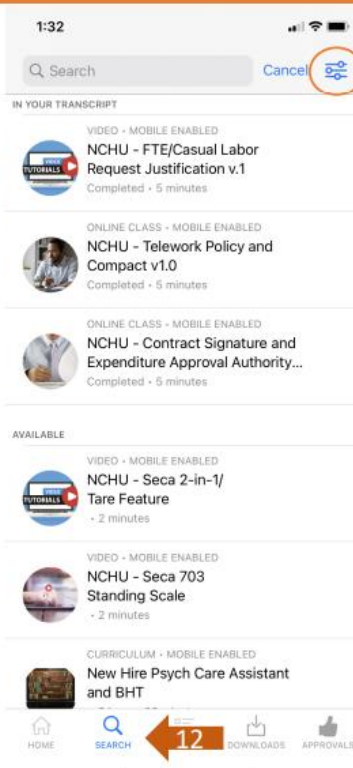 1:32
Search Cancel
IN YOUR TRANSCRIPT
VIDEO • MOBILE ENABLED
NCHU - FTE/Casual Labor
Request Justification v.1
Completed • 5 minutes
VIDEO
TUTORIALS
ONLINE CLASS • MOBILE ENABLED
NCHU - Telework Policy and
Compact v1.0
Completed • 5 minutes
ONLINE CLASS • MOBILE ENABLED
NCHU - Contract Signature and
Expenditure Approval Authority...
Completed • 5 minutes
AVAILABLE
VIDEO • MOBILE ENABLED
NCHU - Seca 2-in-1/
Tare Feature
• 2 minutes
TUTORIALS
VIDEO • MOBILE ENABLED
NCHU - Seca 703
Standing Scale
• 2 minutes
CURRICULUM • MOBILE ENABLED
New Hire Psych Care Assistant
and BHT
HOME SEARCH 12 DOWNLOADS APPROVALS